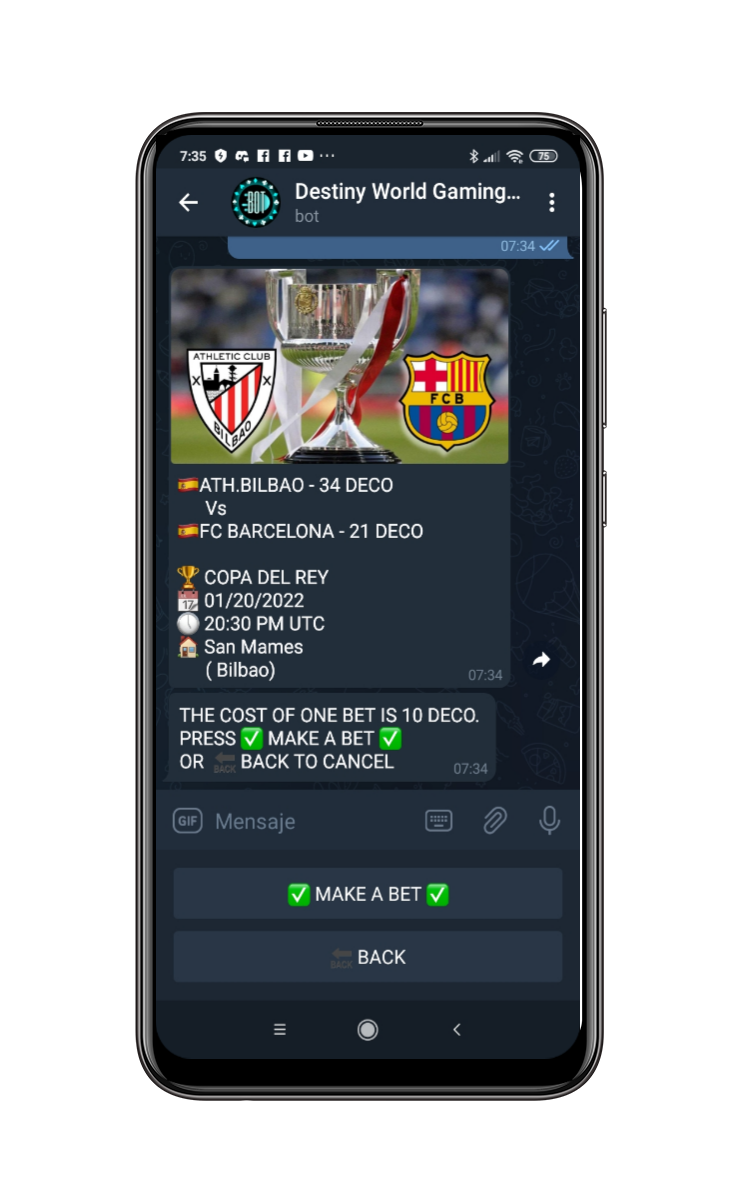 7:35 ··· 75
Destiny World Gaming...
bot
07:34
ATHLETIC CLUB
BILBAO
FCB
ATH.BILBAO - 34 DECO
Vs
FC BARCELONA - 21 DECO
COPA DEL REY
17 01/20/2022
20:30 PM UTC
San Mames
( Bilbao)
07:34
THE COST OF ONE BET IS 10 DECO.
PRESS ✅ MAKE A BET ✅
OR BACK BACK TO CANCEL
07:34
GIF Mensaje
✅ MAKE A BET ✅
BACK BACK